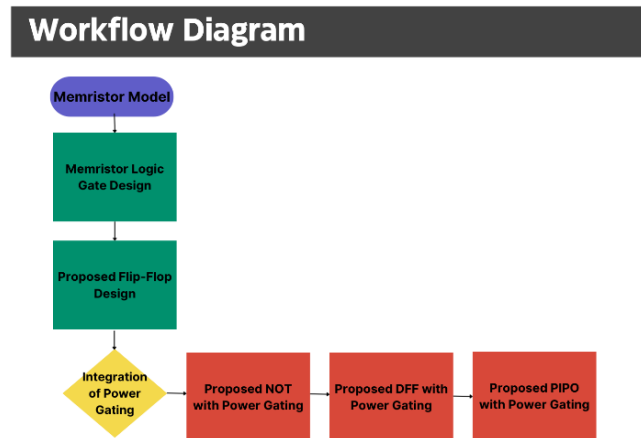 Workflow Diagram
Memristor Model
Memristor Logic
Gate Design
Proposed Flip-Flop
Design
Integration
of Power
Gating
Proposed NOT
with Power Gating
Proposed DFF with
Power Gating
Proposed PIPO
with Power Gating